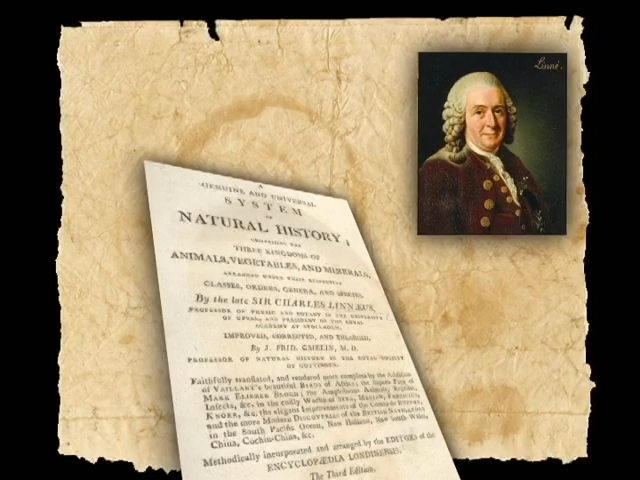 Linné.
A
GENUINE AND UNIVERSAL
SYSTEM
OF
NATURAL HISTORY;
COMPRISING THE
THREE KINGDOMS OF
ANIMALS, VEGETABLES, AND MINERALS,
ARRANGED UNDER THEIR RESPECTIVE
CLASSES, ORDERS, GENERA, AND SPECIES,
By the late SIR CHARLES LINNÆUS,
PROFESSOR OF PHYSIC AND BOTANY IN THE UNIVERSITY
OF UPSAL, AND PRESIDENT OF THE ROYAL
ACADEMY AT STOCKHOLM.
IMPROVED, CORRECTED, AND ENLARGED,
By J. FRID. GMELIN, M. D.
PROFESSOR OF NATURAL HISTORY IN THE ROYAL SOCIETY
OF GOTTINGEN.
Faithfully translated, and rendered more complete by the Addition
of VAILLANT's beautiful BIRDS of AFRICA; the superb FISH of
MARK ELIEZER BLOCH; the Amphibious Animals, Reptiles,
Insects, &c. in the costly Works of SEBA, MERIAN, FABRICIUS,
KNORR, &c. the elegant Improvements of the COMTE DE BUFFON,
and the more Modern DISCOVERIES of the BRITISH NAVIGATORS
in the South Pacific Ocean, New Holland, New South Wales,
China, Cochin-China, &c.
Methodically incorporated and arranged by the EDITORS of the
ENCYCLOPÆDIA LONDINENSIS.
The Third Edition.